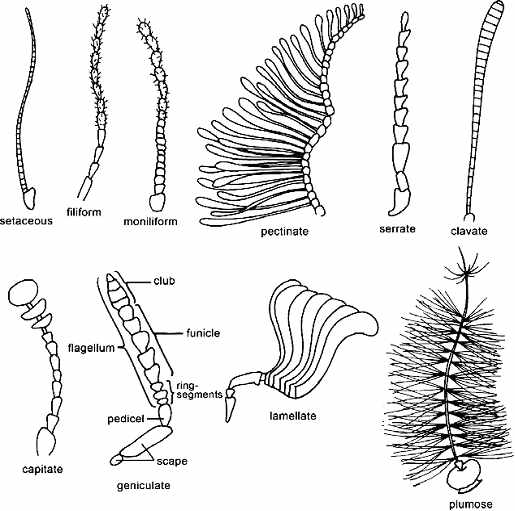 setaceous
filiform
moniliform
pectinate
serrate
clavate
club
funicle
flagellum
ring-
segments
pedicel
scape
capitate
geniculate
lamellate
plumose